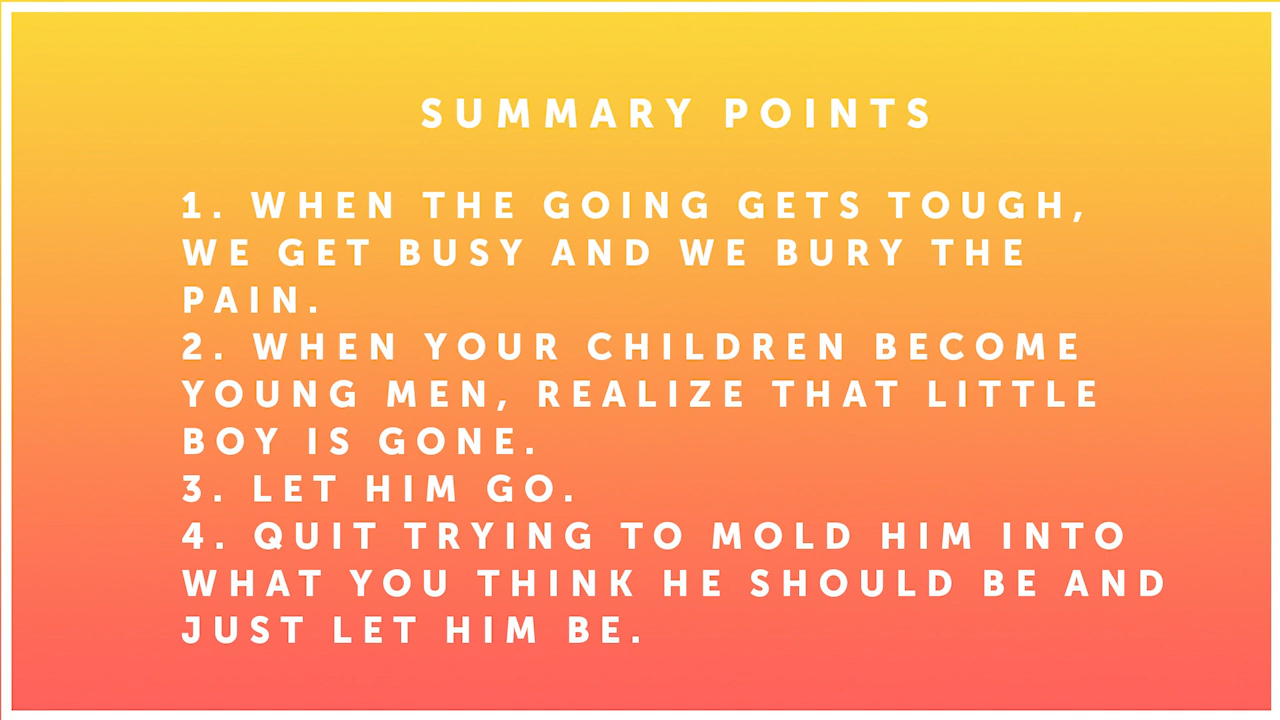 SUMMARY POINTS
1. WHEN THE GOING GETS TOUGH,
WE GET BUSY AND WE BURY THE
PAIN.
2. WHEN YOUR CHILDREN BECOME
YOUNG MEN, REALIZE THAT LITTLE
BOY IS GONE.
3. LET HIM GO.
4. QUIT TRYING TO MOLD HIM INTO
WHAT YOU THINK HE SHOULD BE AND
JUST LET HIM BE.